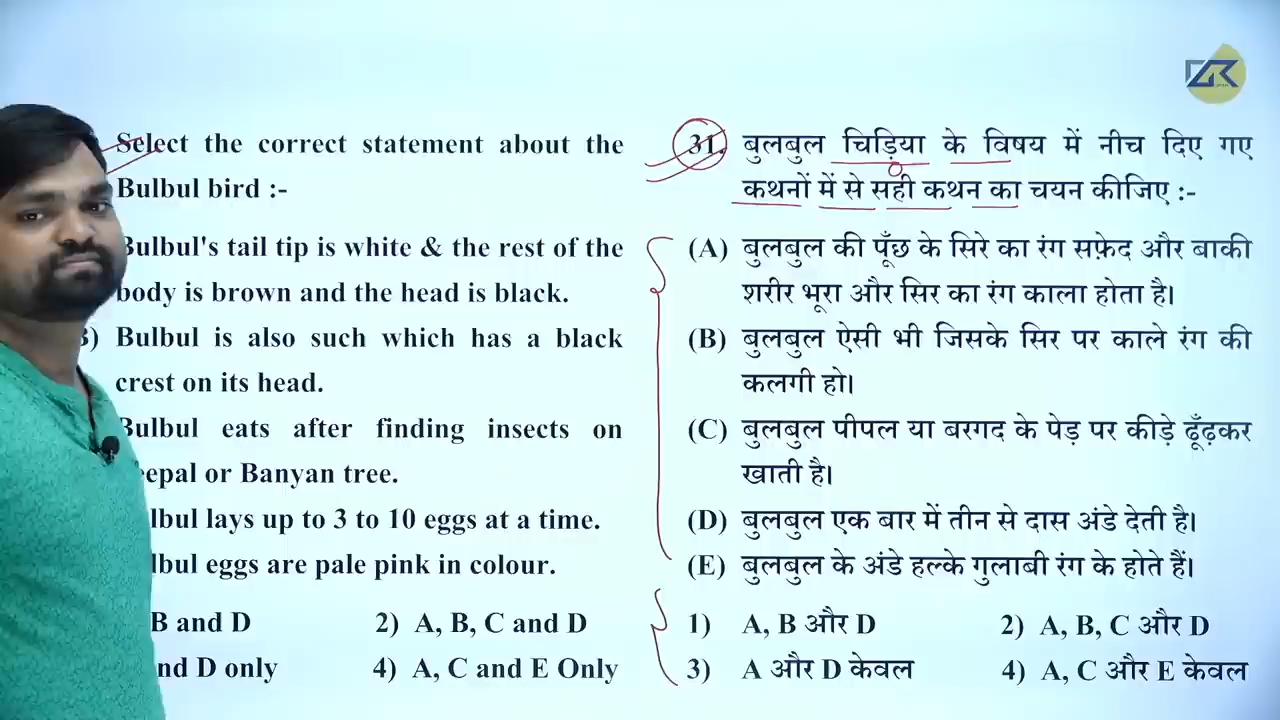 Select the correct statement about the
Bulbul bird :-
Bulbul's tail tip is white & the rest of the
body is brown and the head is black.
Bulbul is also such which has a black
crest on its head.
Bulbul eats after finding insects on
or Banyan tree.
lays up to 3 to 10 eggs at a time.
eggs are pale pink in colour.
B and D
2) A, B, C and D
D only
4) A, C and E Only
31. बुलबुल चिड़िया के विषय में नीच दिए गए
कथनों में से सही कथन का चयन कीजिए :-
(A) बुलबुल की पूँछ के सिरे का रंग सफ़ेद और बाकी
शरीर भूरा और सिर का रंग काला होता है।
(B) बुलबुल ऐसी भी जिसके सिर पर काले रंग की
कलगी हो।
(C) बुलबुल पीपल या बरगद के पेड़ पर कीड़े ढूँढ़कर
खाती है।
(D) बुलबुल एक बार में तीन से दास अंडे देती है।
(E) बुलबुल के अंडे हल्के गुलाबी रंग के होते हैं।
1) A, B और D
2) A, B, C और D
3) A और D केवल
4) A, C और E केवल